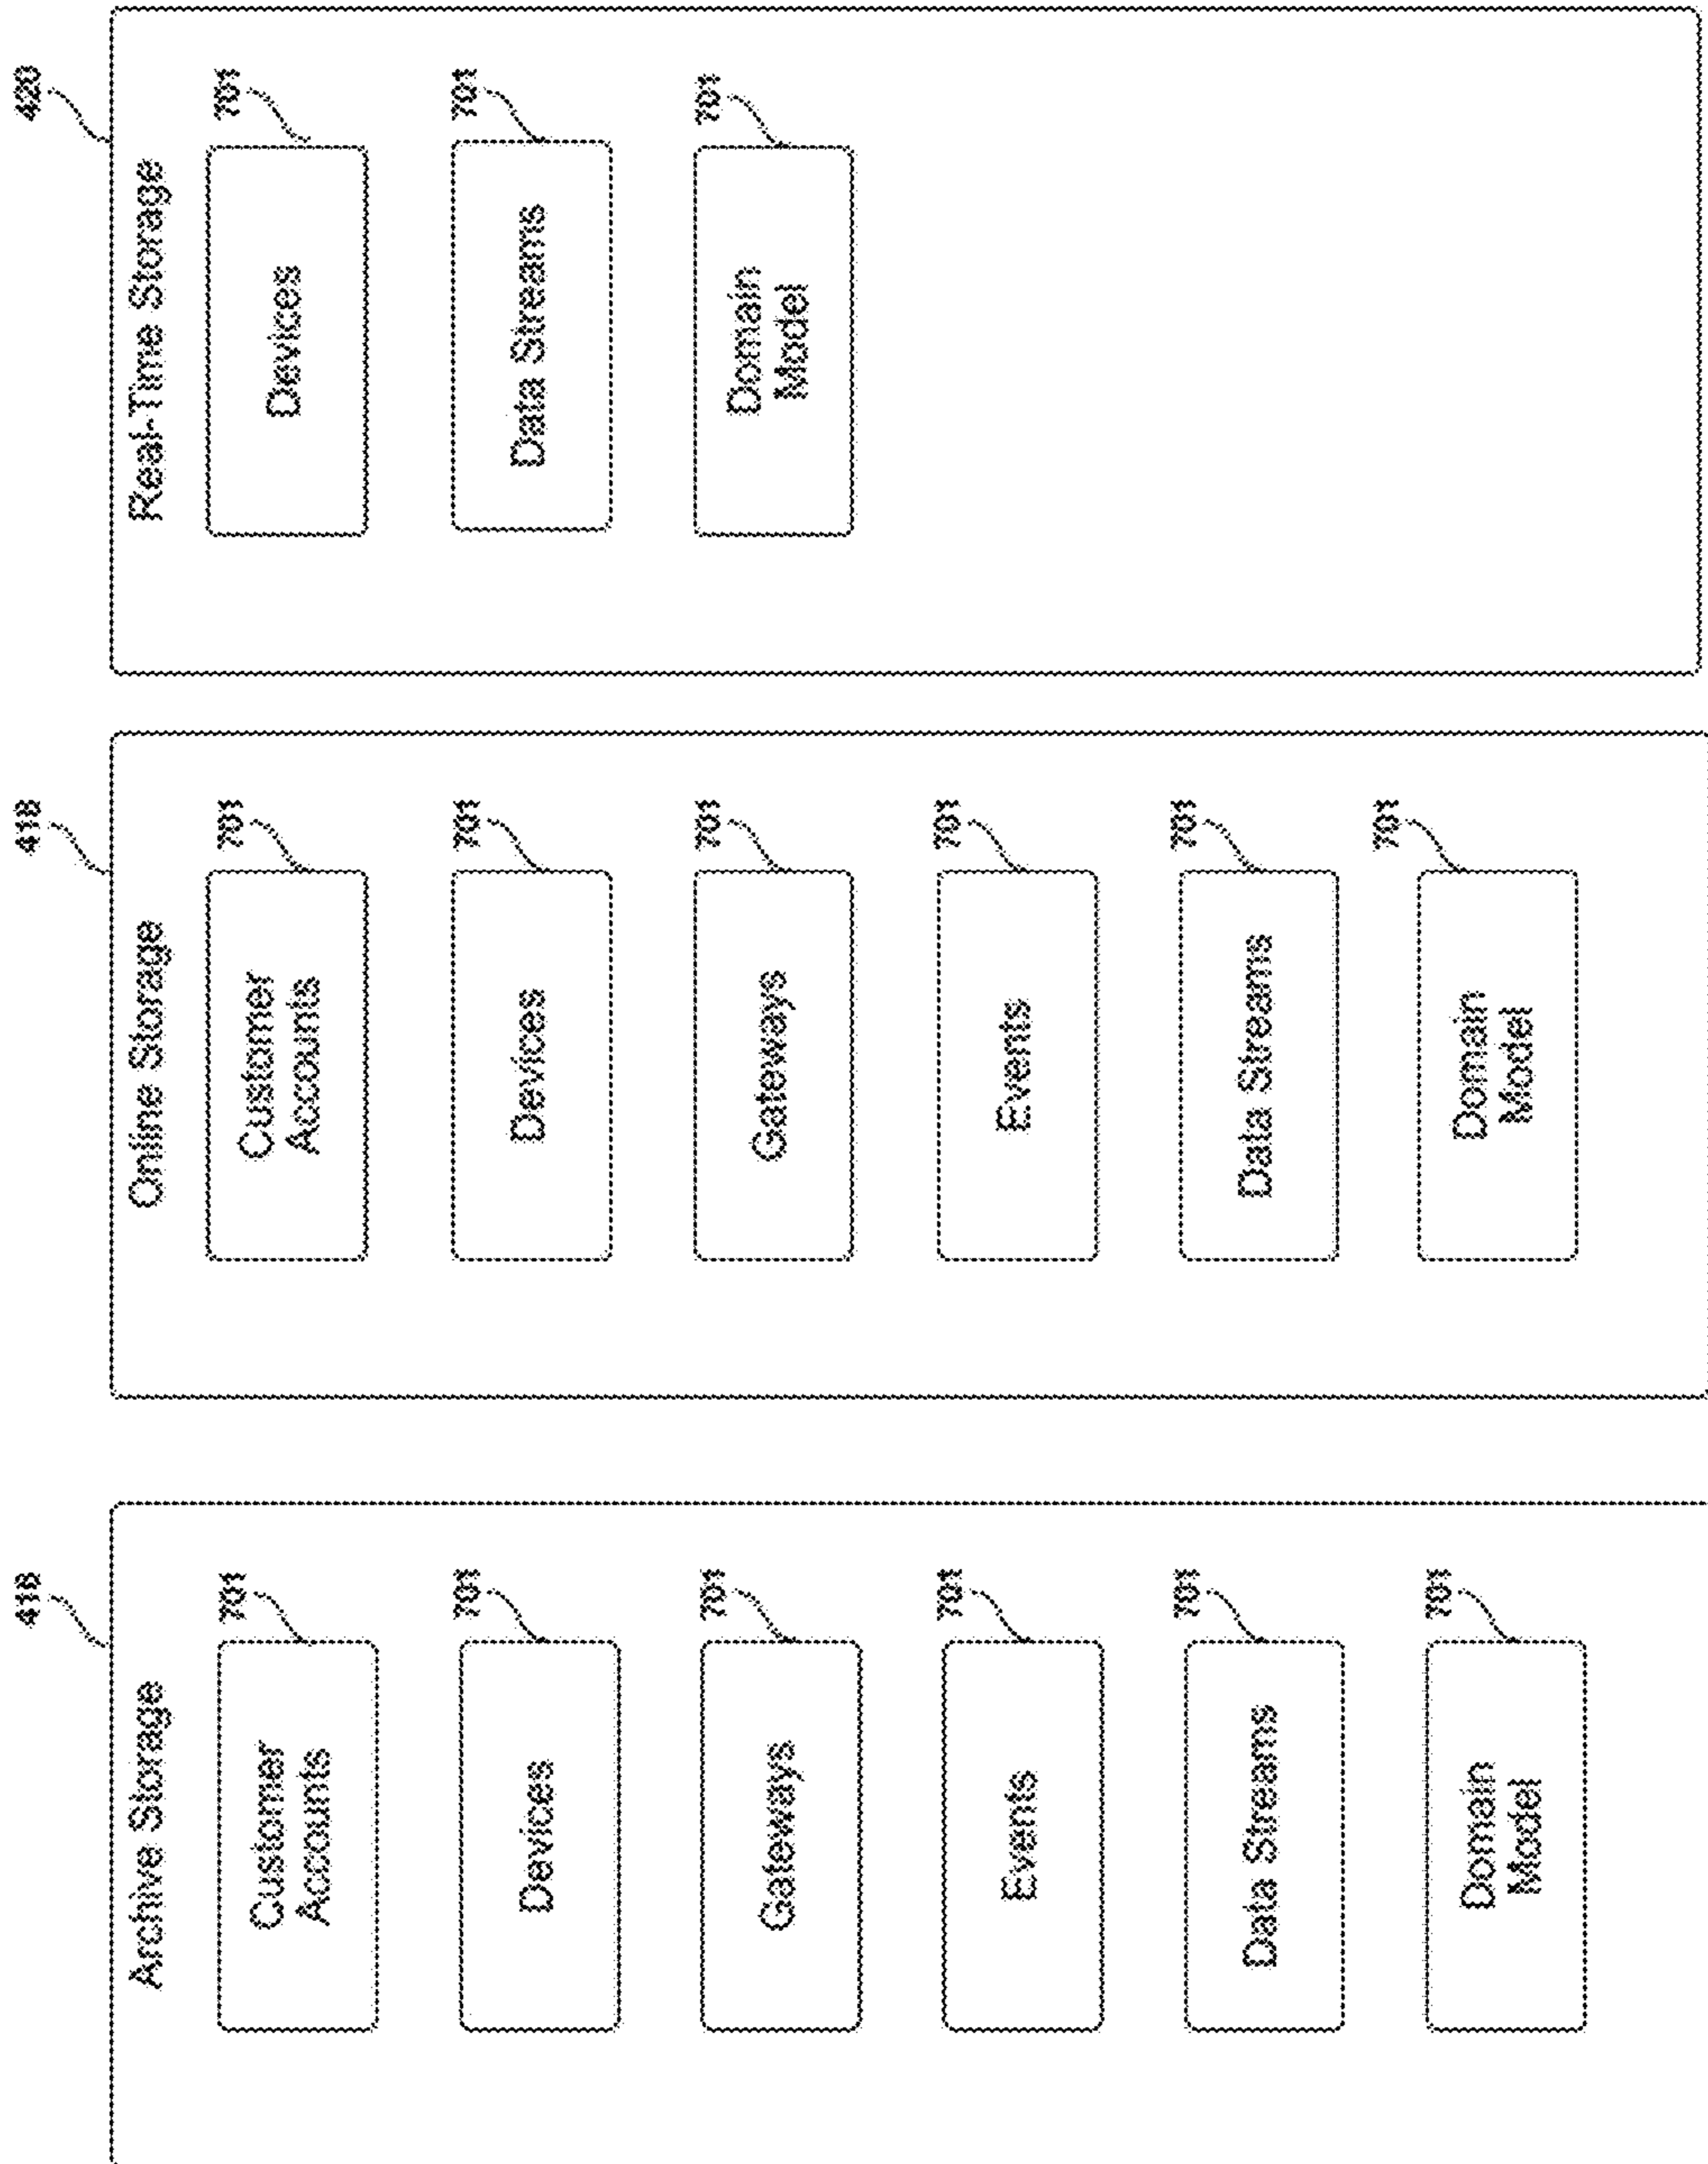 Archive Storage
416
Customer
Accounts
701
Devices
701
Gateways
701
Events
701
Data Streams
701
Domain
Model
701
Online Storage
418
Customer
Accounts
701
Devices
701
Gateways
701
Events
701
Data Streams
701
Domain
Model
701
Real-Time Storage
420
Devices
701
Data Streams
701
Domain
Model
701